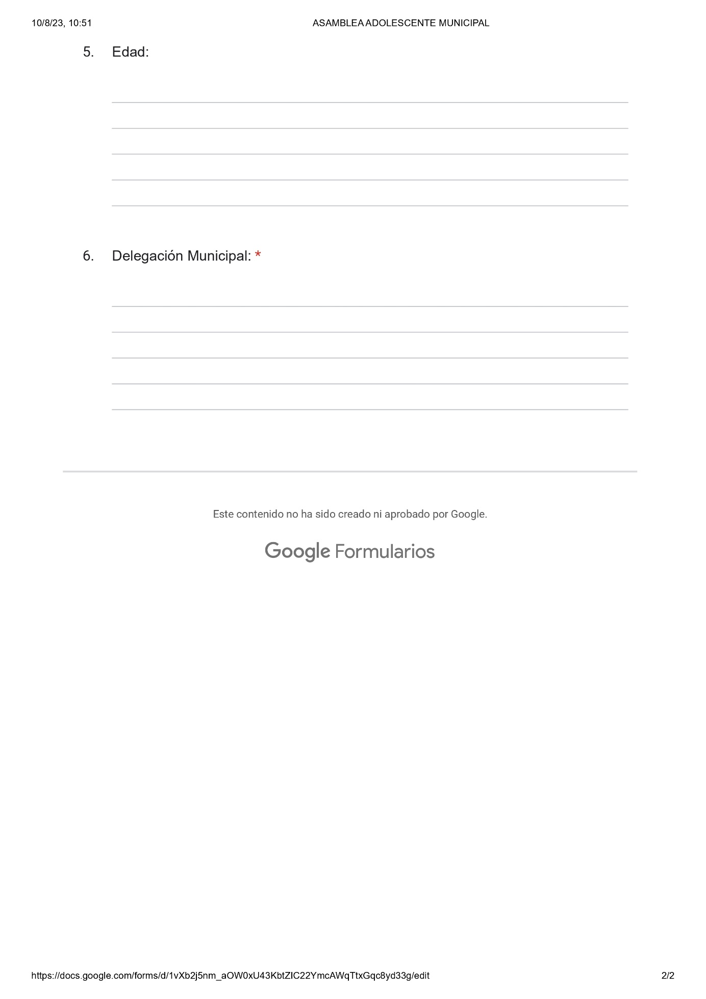 10/8/23, 10:51 ASAMBLEA ADOLESCENTE MUNICIPAL
5. Edad:
6. Delegación Municipal: *
Este contenido no ha sido creado ni aprobado por Google.
Google Formularios
https://docs.google.com/forms/d/1vXb2j5nm_aOW0xU43KbtZIC22YmcAWqTtxGqc8yd33g/edit 2/2